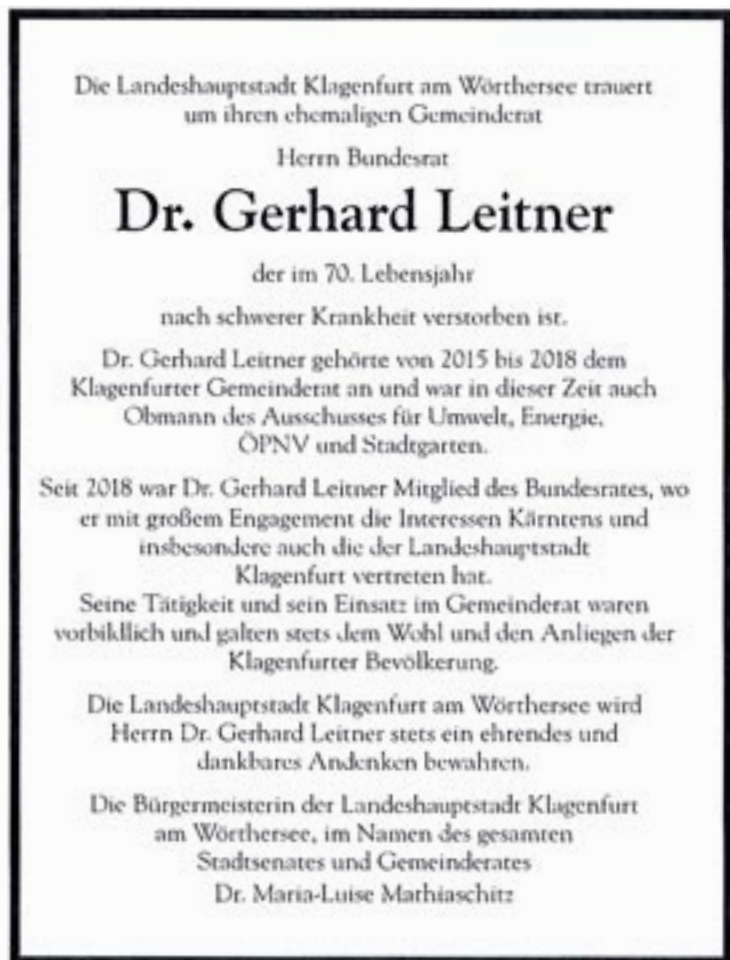 Die Landeshauptstadt Klagenfurt am Wörthersee trauert
um ihren ehemaligen Gemeinderat
Herrn Bundesrat
Dr. Gerhard Leitner
der im 70. Lebensjahr
nach schwerer Krankheit verstorben ist.
Dr. Gerhard Leitner gehörte von 2015 bis 2018 dem
Klagenfurter Gemeinderat an und war in dieser Zeit auch
Obmann des Ausschusses für Umwelt, Energie,
ÖPNV und Stadtgarten.
Seit 2018 war Dr. Gerhard Leitner Mitglied des Bundesrates, wo
er mit großem Engagement die Interessen Kärntens und
insbesondere auch die der Landeshauptstadt
Klagenfurt vertreten hat.
Seine Tätigkeit und sein Einsatz im Gemeinderat waren
vorbikllich und galten stets dem Wohl und den Anliegen der
Klagenfurter Bevölkerung.
Die Landeshauptstadt Klagenfurt am Wörthersee wird
Herrn Dr. Gerhard Leitner stets ein ehrendes und
dankbares Andenken bewahren.
Die Bürgermeisterin der Landeshauptstadt Klagenfurt
am Wörthersee, im Namen des gesamten
Stadtsenates und Gemeinderates
Dr. Maria-Luise Mathiaschitz